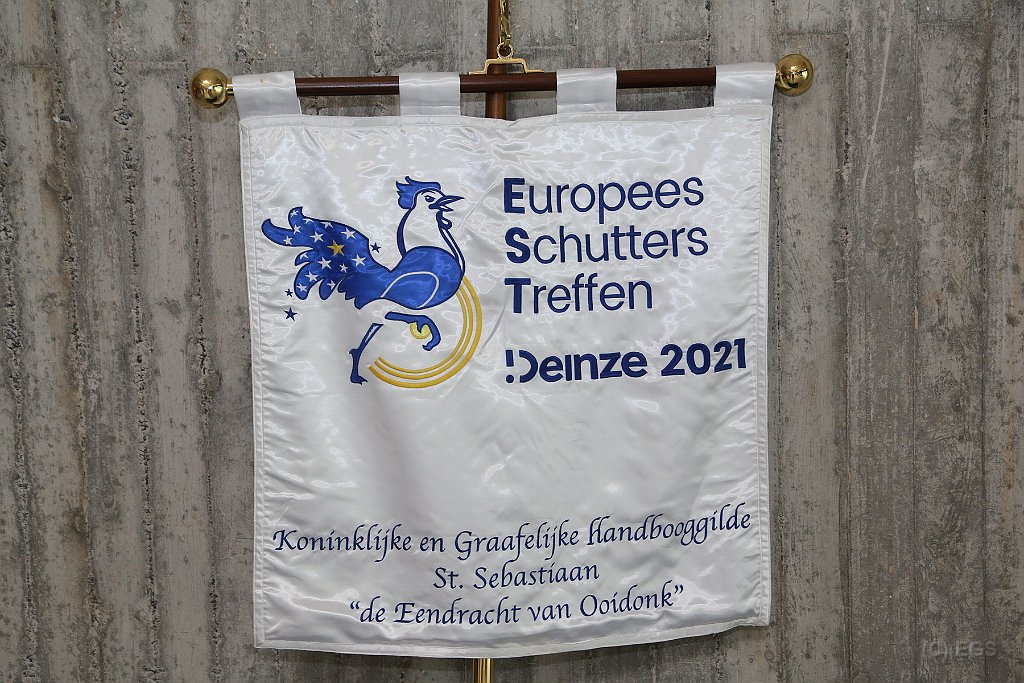 Europees
Schutters
Treffen
!Deinze 2021
Koninklijke en Graafelijke Handbooggilde
St. Sebastiaan
“de Eendracht van Ooidonk”
(C) EGS